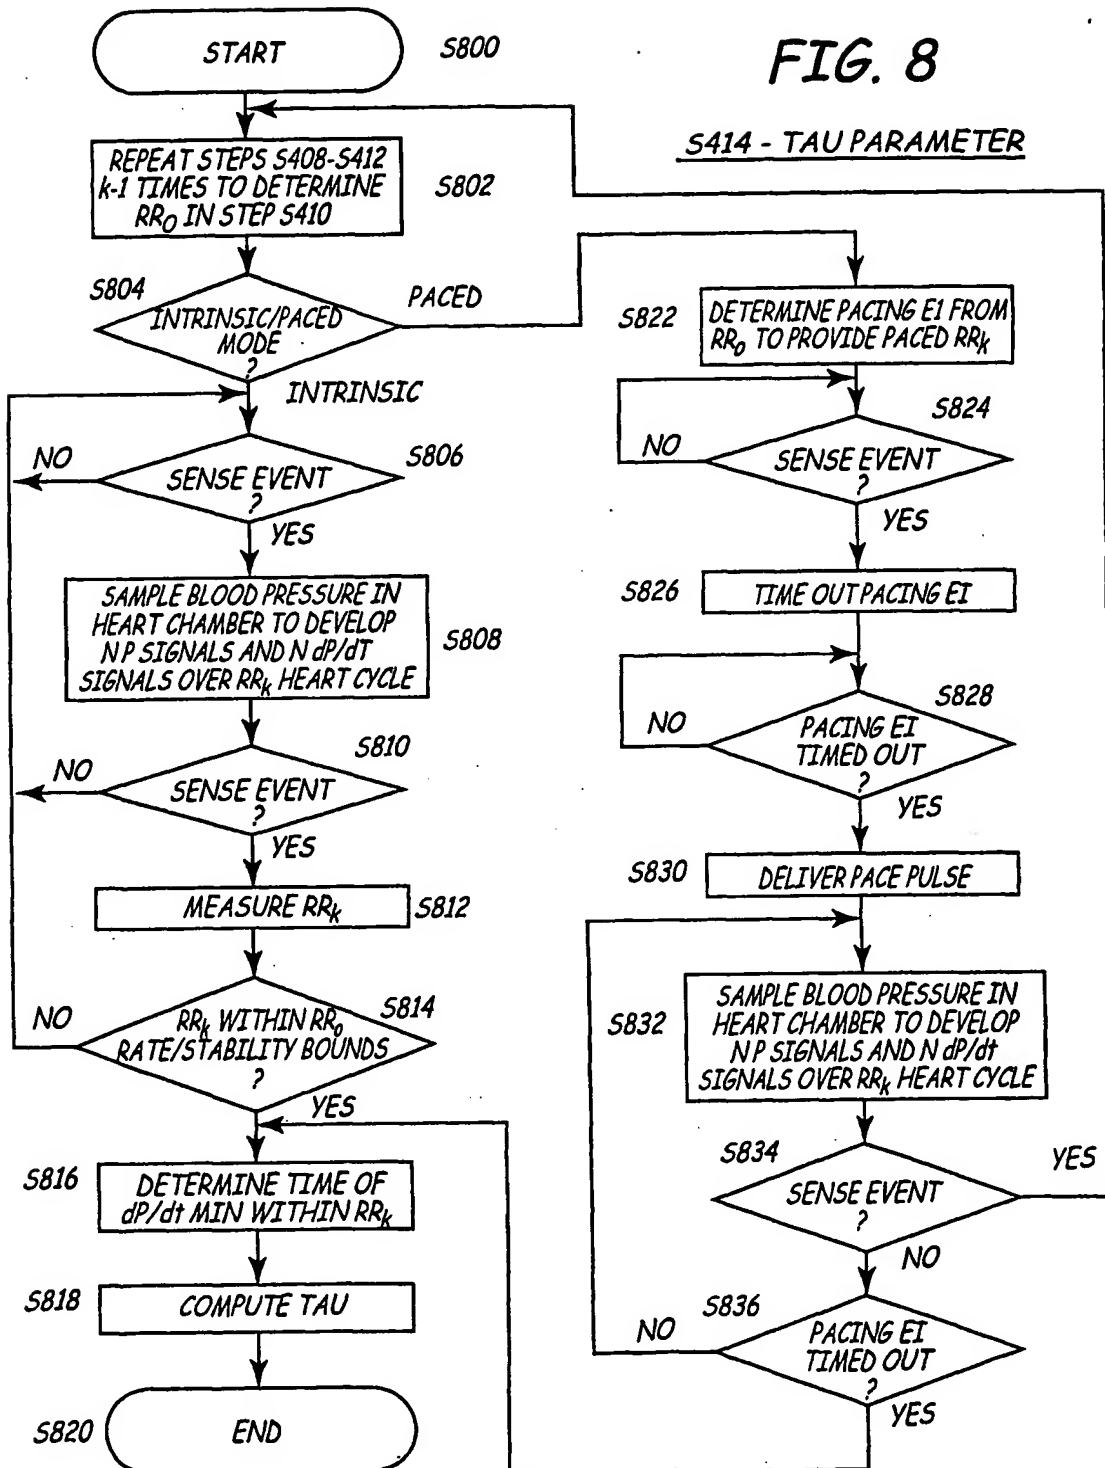 FIG. 8
S414 - TAU PARAMETER
START
S800
REPEAT STEPS S408-S412
k-1 TIMES TO DETERMINE
RRO IN STEP S410
S802
S804
INTRINSIC/PACED
MODE
?
PACED
INTRINSIC
NO
SENSE EVENT
?
S806
YES
SAMPLE BLOOD PRESSURE IN
HEART CHAMBER TO DEVELOP
N P SIGNALS AND N dP/dT
SIGNALS OVER RRk HEART CYCLE
S808
S810
NO
SENSE EVENT
?
YES
MEASURE RRk
S812
NO
S814
RRk WITHIN RRo
RATE/STABILITY BOUNDS
?
YES
S816
DETERMINE TIME OF
dP/dt MIN WITHIN RRk
S818
COMPUTE TAU
S820
END
S822
DETERMINE PACING EI FROM
RRo TO PROVIDE PACED RRk
S824
NO
SENSE EVENT
?
YES
S826
TIME OUT PACING EI
S828
NO
PACING EI
TIMED OUT
?
YES
S830
DELIVER PACE PULSE
S832
SAMPLE BLOOD PRESSURE IN
HEART CHAMBER TO DEVELOP
N P SIGNALS AND N dP/dt
SIGNALS OVER RRk HEART CYCLE
S834
YES
SENSE EVENT
?
NO
S836
NO
PACING EI
TIMED OUT
?
YES